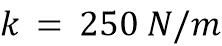 k = 250 N/m